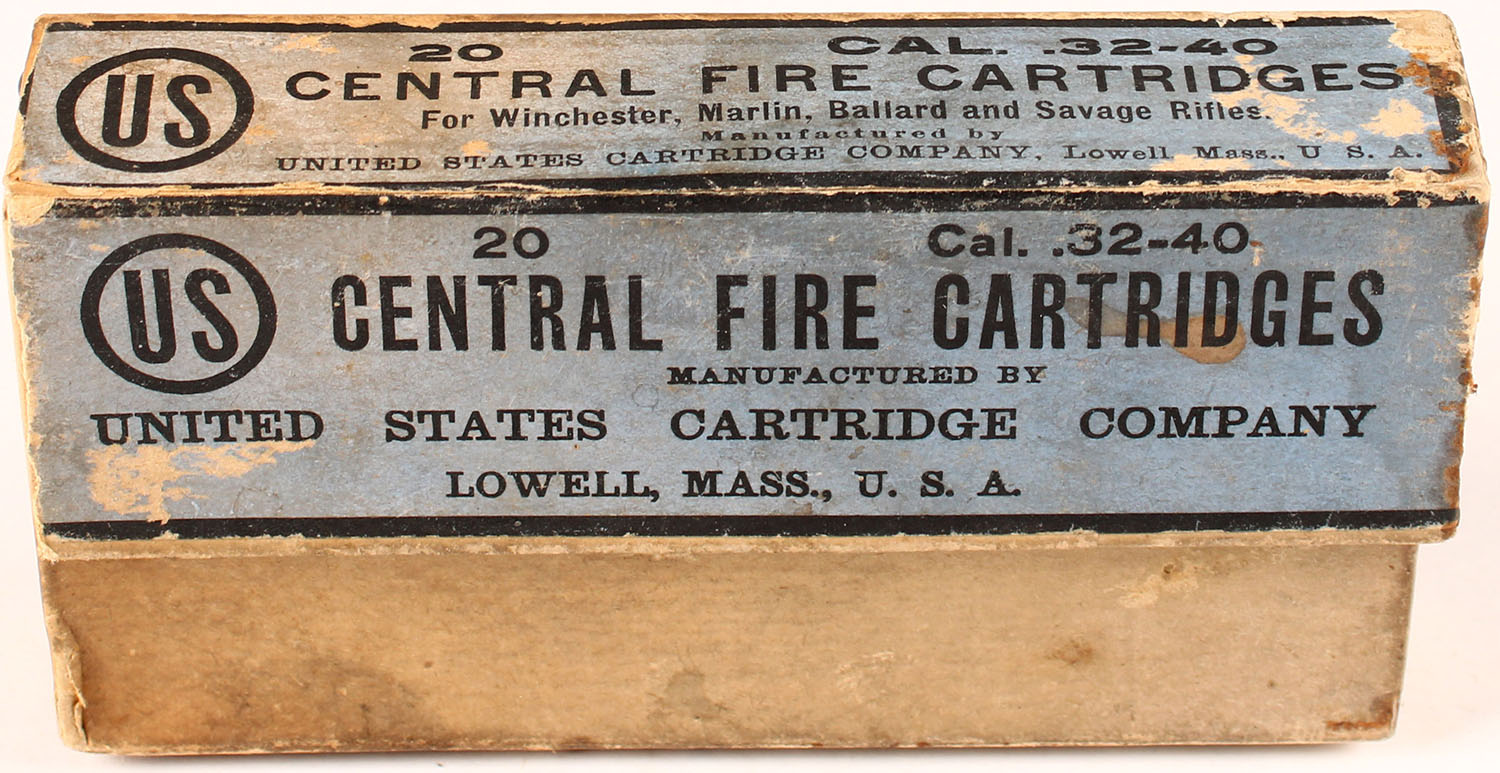 US
20 CAL. .32-40
CENTRAL FIRE CARTRIDGES
For Winchester, Marlin, Ballard and Savage Rifles.
Manufactured by
UNITED STATES CARTRIDGE COMPANY, Lowell Mass., U. S. A.
US
20 Cal. .32-40
CENTRAL FIRE CARTRIDGES
MANUFACTURED BY
UNITED STATES CARTRIDGE COMPANY
LOWELL, MASS., U. S. A.